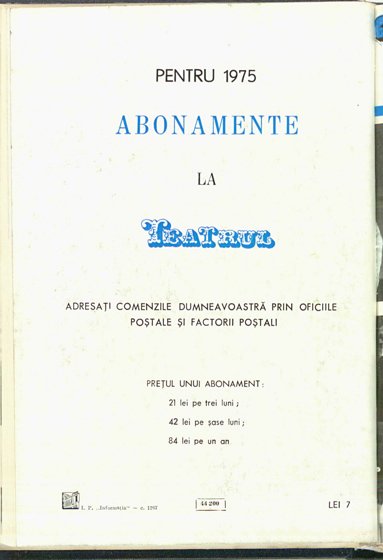 PENTRU 1975
ABONAMENTE
LA
TEATRUL
ADRESAȚI COMENZILE DUMNEAVOASTRĂ PRIN OFICIILE
POȘTALE ȘI FACTORII POȘTALI
PREȚUL UNUI ABONAMENT:
21 lei pe trei luni;
42 lei pe șase luni;
84 lei pe un an
I. P. „Informația” – c. 1267
44 200
LEI 7